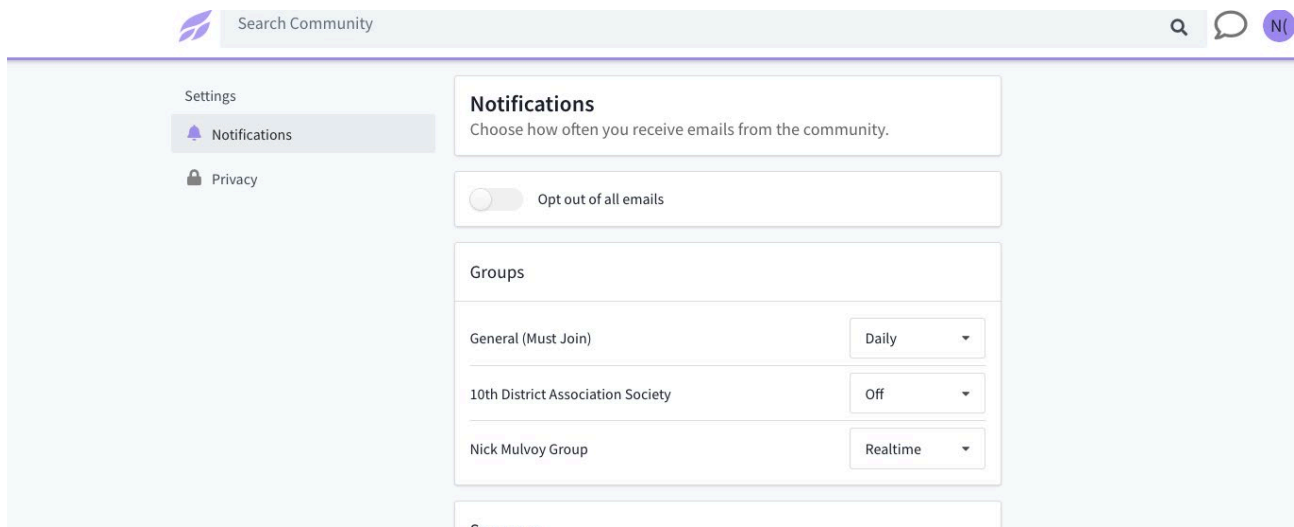 Search Community
N(
Settings
Notifications
Privacy
Notifications
Choose how often you receive emails from the community.
Opt out of all emails
Groups
General (Must Join)
Daily
10th District Association Society
Off
Nick Mulvoy Group
Realtime